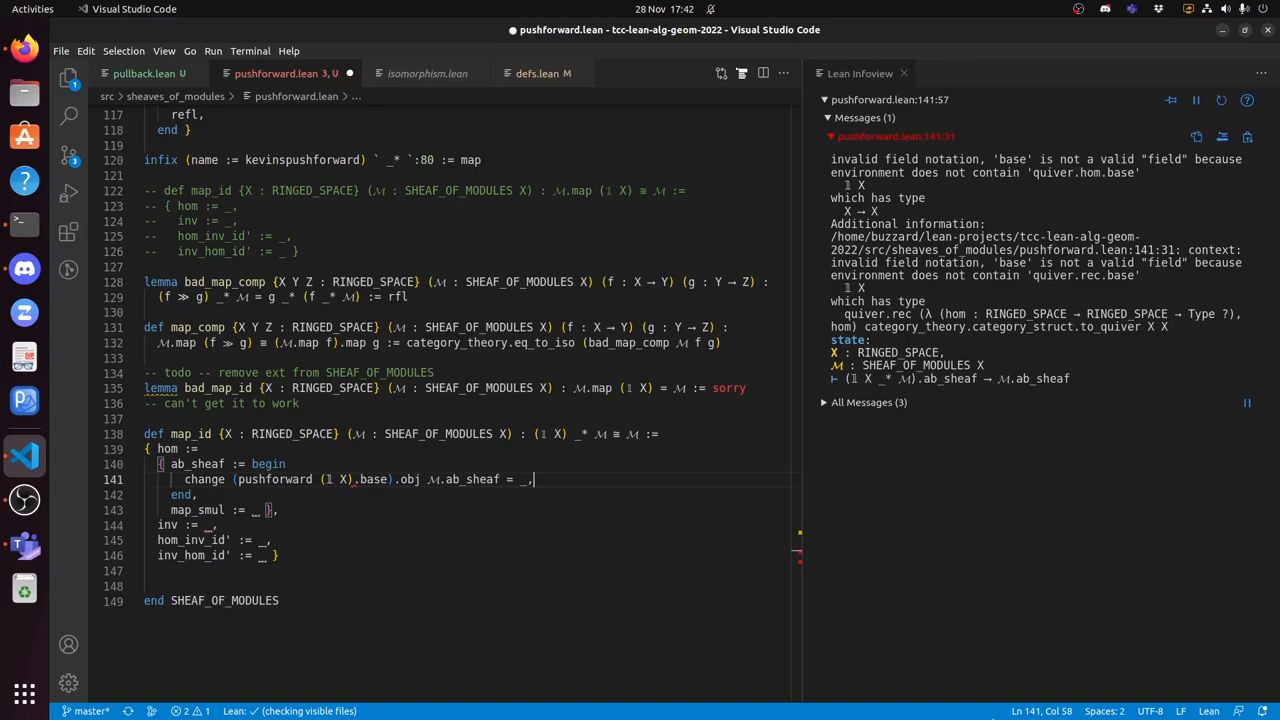 Activities
Visual Studio Code
28 Nov 17:42
● pushforward.lean - tcc-lean-alg-geom-2022 - Visual Studio Code
File Edit Selection View Go Run Terminal Help
pullback.lean U
pushforward.lean 3, U ●
isomorphism.lean
defs.lean M
src > sheaves_of_modules > pushforward.lean > ...
117 refl,
118 end }
119
120 infix (name := kevinspushforward) ` _* `:80 := map
121
122 -- def map_id {X : RINGED_SPACE} (ℳ : SHEAF_OF_MODULES X) : ℳ.map (𝟙 X) ≅ ℳ :=
123 -- { hom := _,
124 --   inv := _,
125 --   hom_inv_id' := _,
126 --   inv_hom_id' := _ }
127
128 lemma bad_map_comp {X Y Z : RINGED_SPACE} (ℳ : SHEAF_OF_MODULES X) (f : X ⟶ Y) (g : Y ⟶ Z) :
129   (f ≫ g) _* ℳ = g _* (f _* ℳ) := rfl
130
131 def map_comp {X Y Z : RINGED_SPACE} (ℳ : SHEAF_OF_MODULES X) (f : X ⟶ Y) (g : Y ⟶ Z) :
132   ℳ.map (f ≫ g) ≅ (ℳ.map f).map g := category_theory.eq_to_iso (bad_map_comp ℳ f g)
133
134 -- todo -- remove ext from SHEAF_OF_MODULES
135 lemma bad_map_id {X : RINGED_SPACE} (ℳ : SHEAF_OF_MODULES X) : ℳ.map (𝟙 X) = ℳ := sorry
136 -- can't get it to work
137
138 def map_id {X : RINGED_SPACE} (ℳ : SHEAF_OF_MODULES X) : (𝟙 X) _* ℳ ≅ ℳ :=
139 { hom :=
140   { ab_sheaf := begin
141       change (pushforward (𝟙 X).base).obj ℳ.ab_sheaf = _,
142     end,
143     map_smul := _ },
144   inv := _,
145   hom_inv_id' := _,
146   inv_hom_id' := _ }
147
148
149 end SHEAF_OF_MODULES
Lean Infoview
pushforward.lean:141:57
Messages (1)
pushforward.lean:141:31
invalid field notation, 'base' is not a valid "field" because
environment does not contain 'quiver.hom.base'
𝟙 X
which has type
X ⟶ X
Additional information:
/home/buzzard/lean-projects/tcc-lean-alg-geom-
2022/src/sheaves_of_modules/pushforward.lean:141:31: context:
invalid field notation, 'base' is not a valid "field" because
environment does not contain 'quiver.rec.base'
𝟙 X
which has type
quiver.rec (λ (hom : RINGED_SPACE → RINGED_SPACE → Type ?),
hom) category_theory.category_struct.to_quiver X X
state:
X : RINGED_SPACE,
ℳ : SHEAF_OF_MODULES X
⊢ (𝟙 X _* ℳ).ab_sheaf ⟶ ℳ.ab_sheaf
All Messages (3)
1
3
master*
2 1
Lean: ✓ (checking visible files)
Ln 141, Col 58
Spaces: 2
UTF-8
LF
Lean